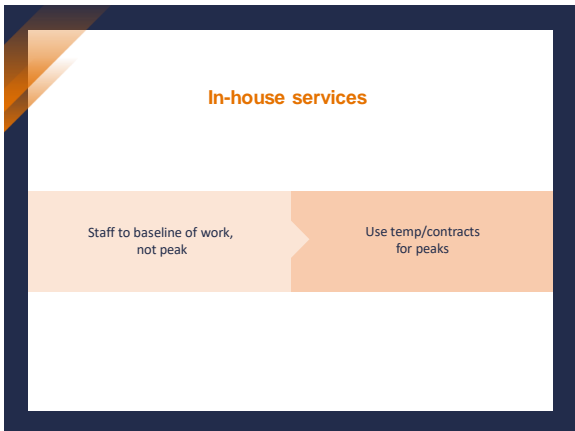 In-house services
Staff to baseline of work,
not peak
Use temp/contracts
for peaks